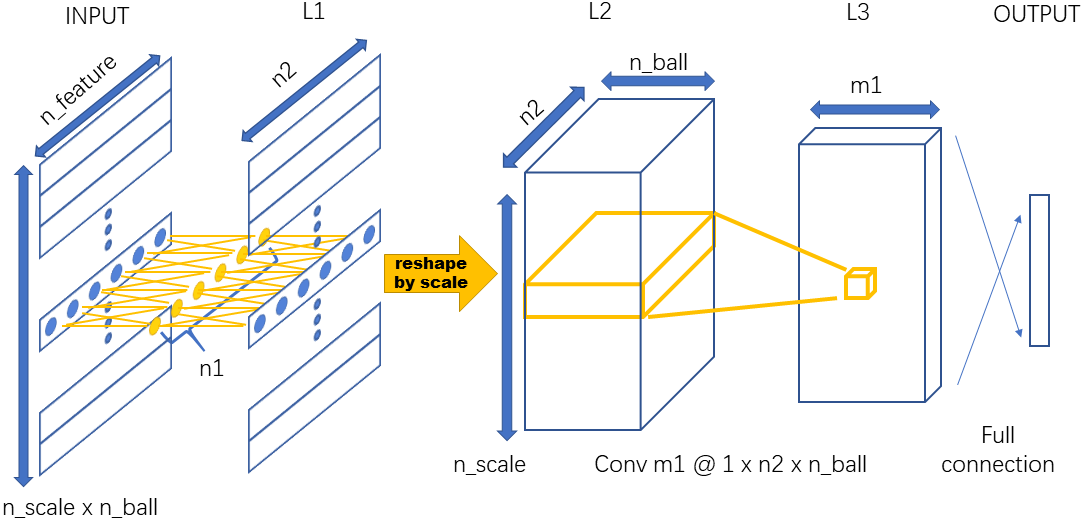 INPUT
L1
L2
L3
OUTPUT
n_feature
n2
n_ball
n2
m1
reshape
by scale
n1
n_scale
Conv m1 @ 1 x n2 x n_ball
Full
connection
n_scale x n_ball